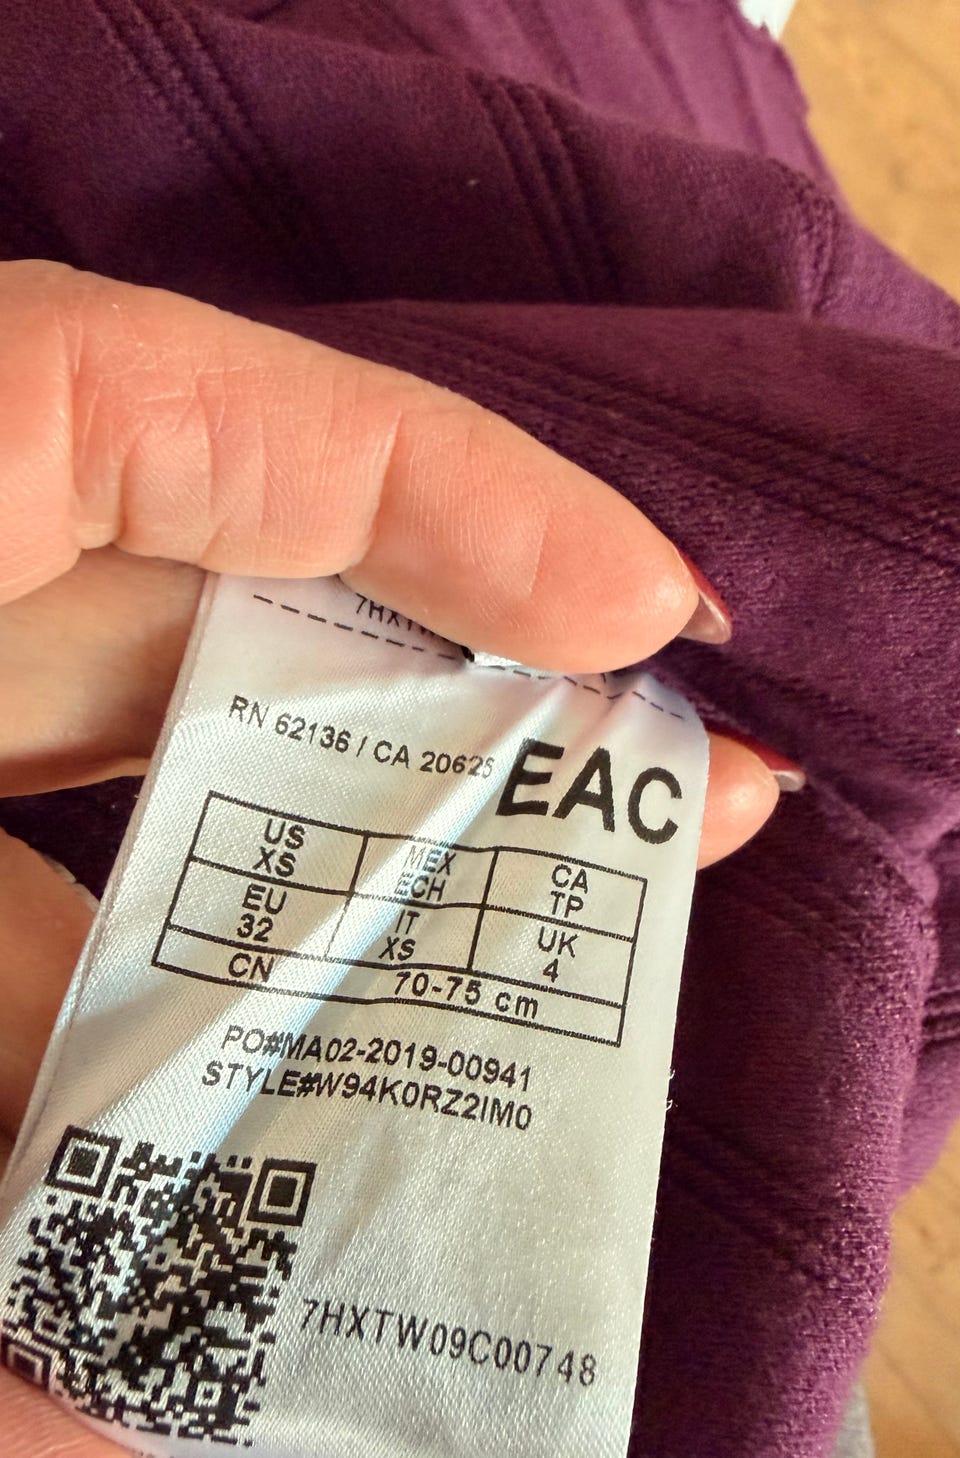 RN 62136 / CA 20625
EAC
US XS
MEX ECH
CA TP
EU 32
IT XS
UK 4
CN 70-75 cm
PO#MA02-2019-00941
STYLE#W94K0RZ2IM0
7HXTW09C00748